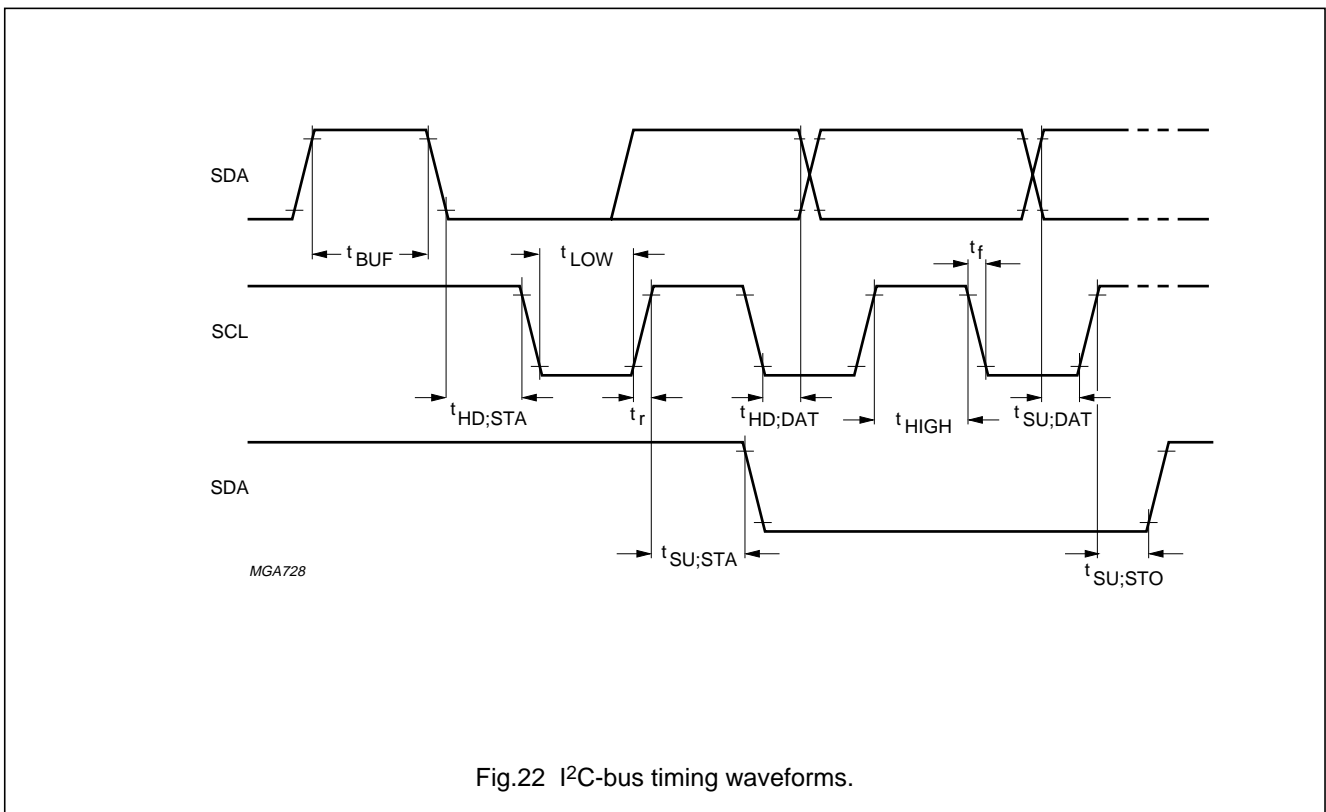 SDA
t BUF
t LOW
t f
SCL
t HD;STA
t r
t HD;DAT
t HIGH
t SU;DAT
SDA
t SU;STA
t SU;STO
MGA728
Fig.22 I²C-bus timing waveforms.